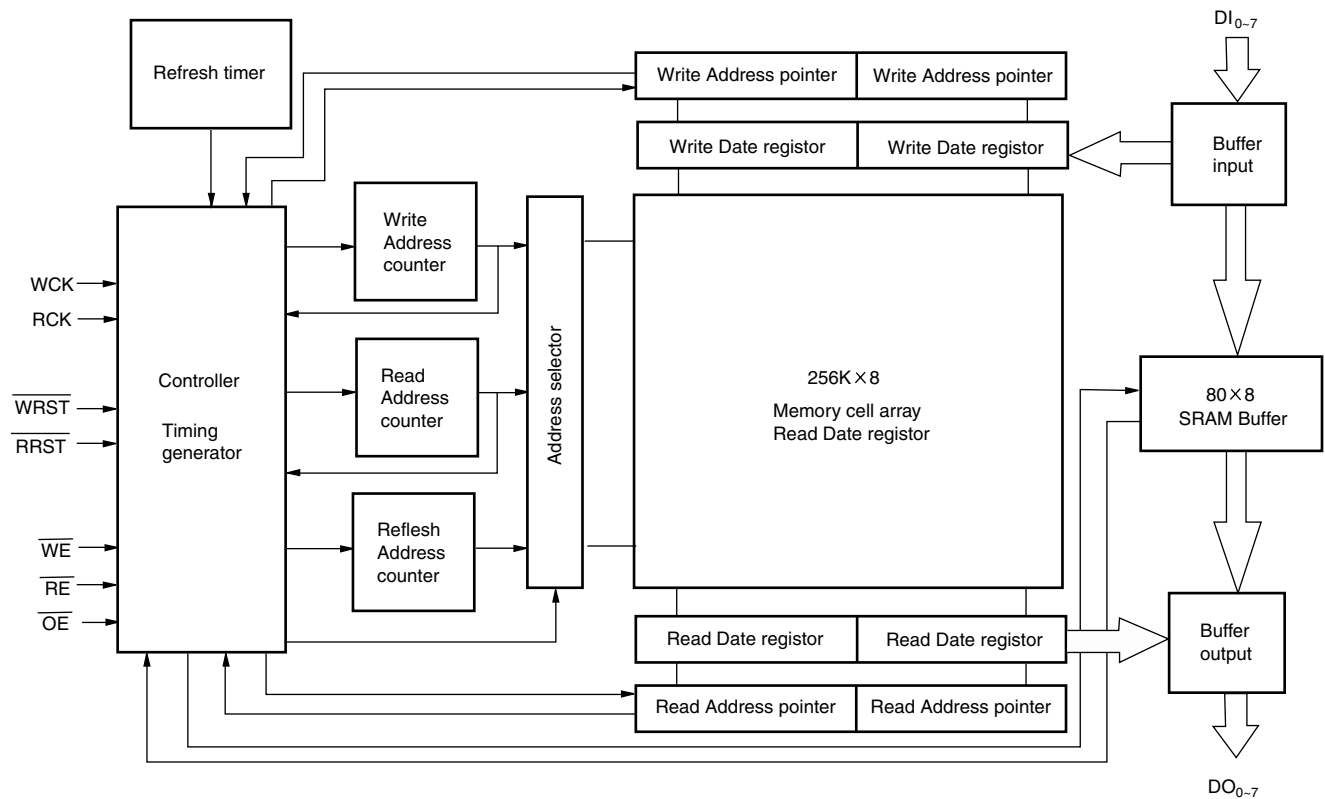 DI0~7
Refresh timer
Write Address pointer
Write Address pointer
Write Date registor
Write Date registor
Buffer
input
Write
Address
counter
WCK
RCK
Controller
Timing
generator
Read
Address
counter
Address selector
256K×8
Memory cell array
Read Date registor
80×8
SRAM Buffer
WRST
RRST
Reflesh
Address
counter
WE
RE
OE
Read Date registor
Read Date registor
Buffer
output
Read Address pointer
Read Address pointer
DO0~7